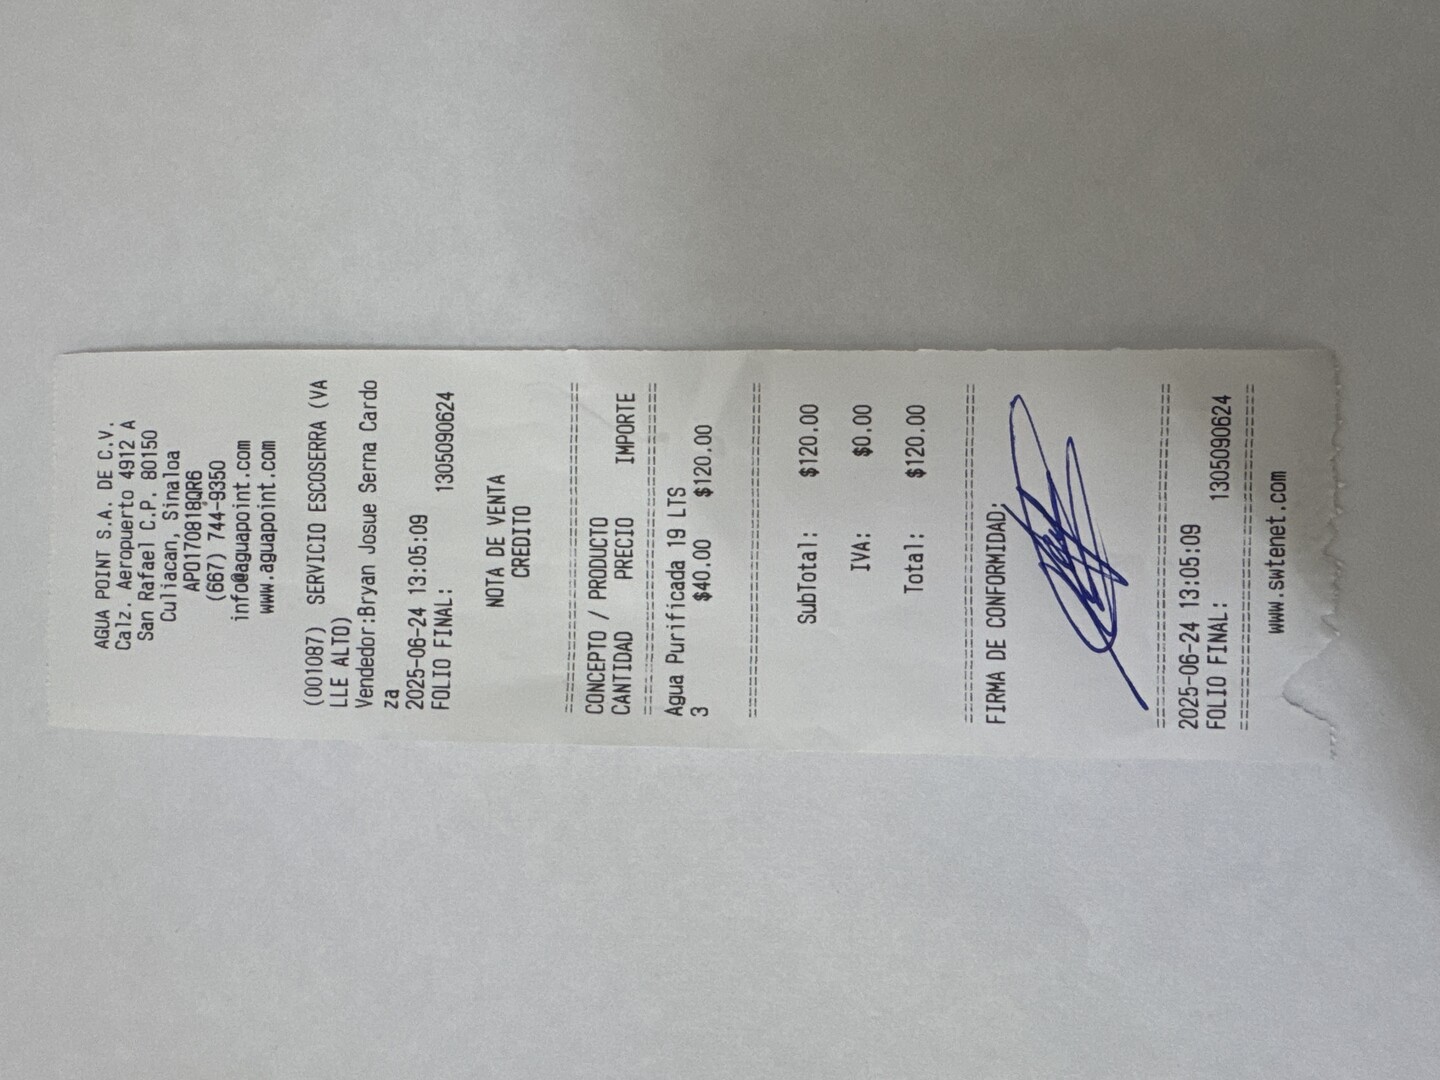 AGUA POINT S.A. DE C.V.
Calz. Aeropuerto 4912 A
San Rafael C.P. 80150
Culiacan, Sinaloa
APO170818QR6
(667) 744-9350
info@aguapoint.com
www.aguapoint.com
(001087) SERVICIO ESCOSERRA (VA
LLE ALTO)
Vendedor:Bryan Josue Serna Cardo
za
2025-06-24 13:05:09
FOLIO FINAL: 1305090624
NOTA DE VENTA
CREDITO
================================
CONCEPTO / PRODUCTO
CANTIDAD PRECIO IMPORTE
================================
Agua Purificada 19 LTS
3 $40.00 $120.00
================================
SubTotal: $120.00
IVA: $0.00
Total: $120.00
================================
FIRMA DE CONFORMIDAD:
================================
2025-06-24 13:05:09
FOLIO FINAL: 1305090624
================================
www.swtenet.com